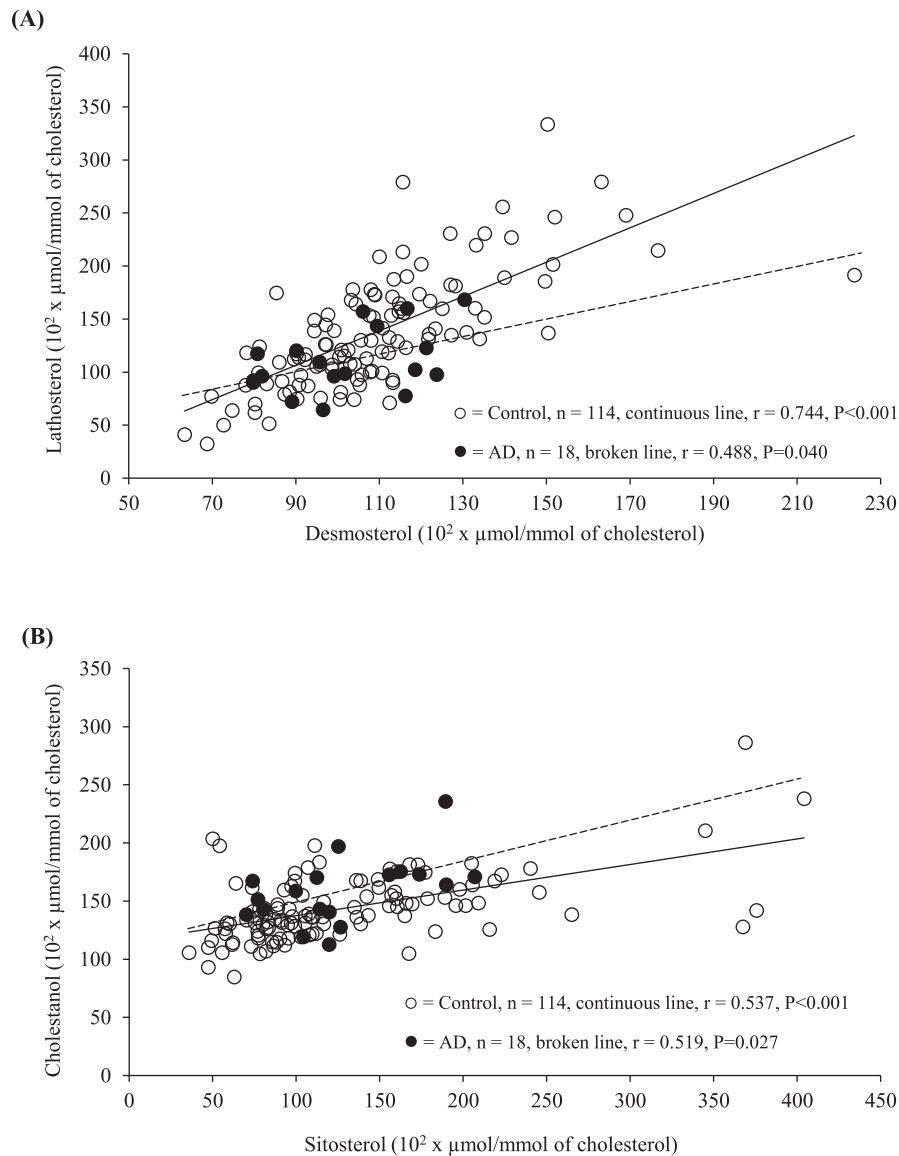 (A)
400
350
300
250
200
150
100
50
0
Lathosterol (10² x µmol/mmol of cholesterol)
○ = Control, n = 114, continuous line, r = 0.744, P<0.001
● = AD, n = 18, broken line, r = 0.488, P=0.040
50 70 90 110 130 150 170 190 210 230
Desmosterol (10² x µmol/mmol of cholesterol)
(B)
350
300
250
200
150
100
50
0
Cholestanol (10² x µmol/mmol of cholesterol)
○ = Control, n = 114, continuous line, r = 0.537, P<0.001
● = AD, n = 18, broken line, r = 0.519, P=0.027
0 50 100 150 200 250 300 350 400 450
Sitosterol (10² x µmol/mmol of cholesterol)